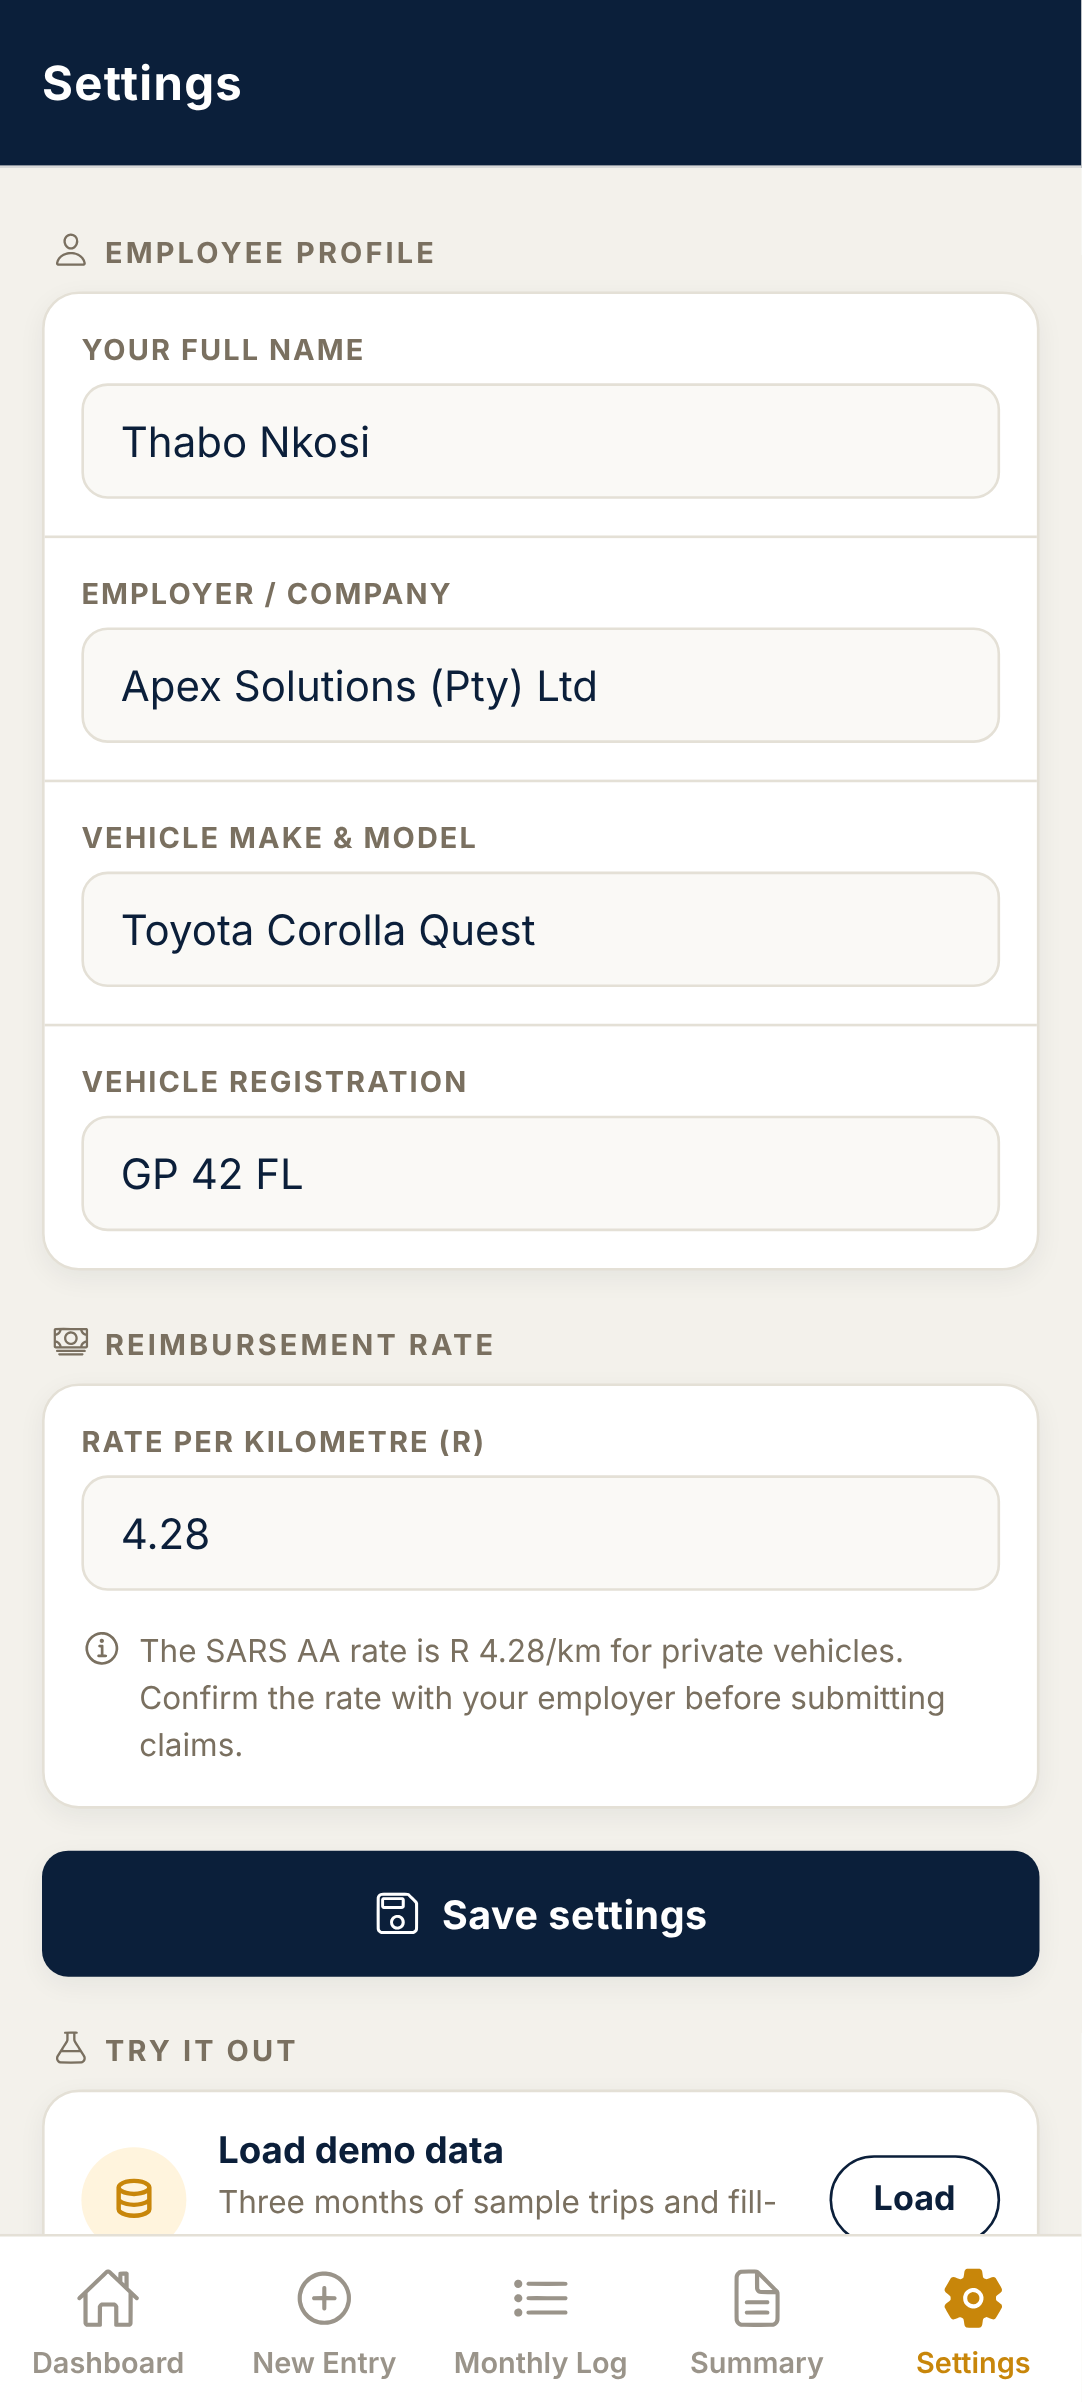 Settings
EMPLOYEE PROFILE
YOUR FULL NAME
Thabo Nkosi
EMPLOYER / COMPANY
Apex Solutions (Pty) Ltd
VEHICLE MAKE & MODEL
Toyota Corolla Quest
VEHICLE REGISTRATION
GP 42 FL
REIMBURSEMENT RATE
RATE PER KILOMETRE (R)
4.28
The SARS AA rate is R 4.28/km for private vehicles.
Confirm the rate with your employer before submitting
claims.
Save settings
TRY IT OUT
Load demo data
Three months of sample trips and fill-
Load
Dashboard
New Entry
Monthly Log
Summary
Settings